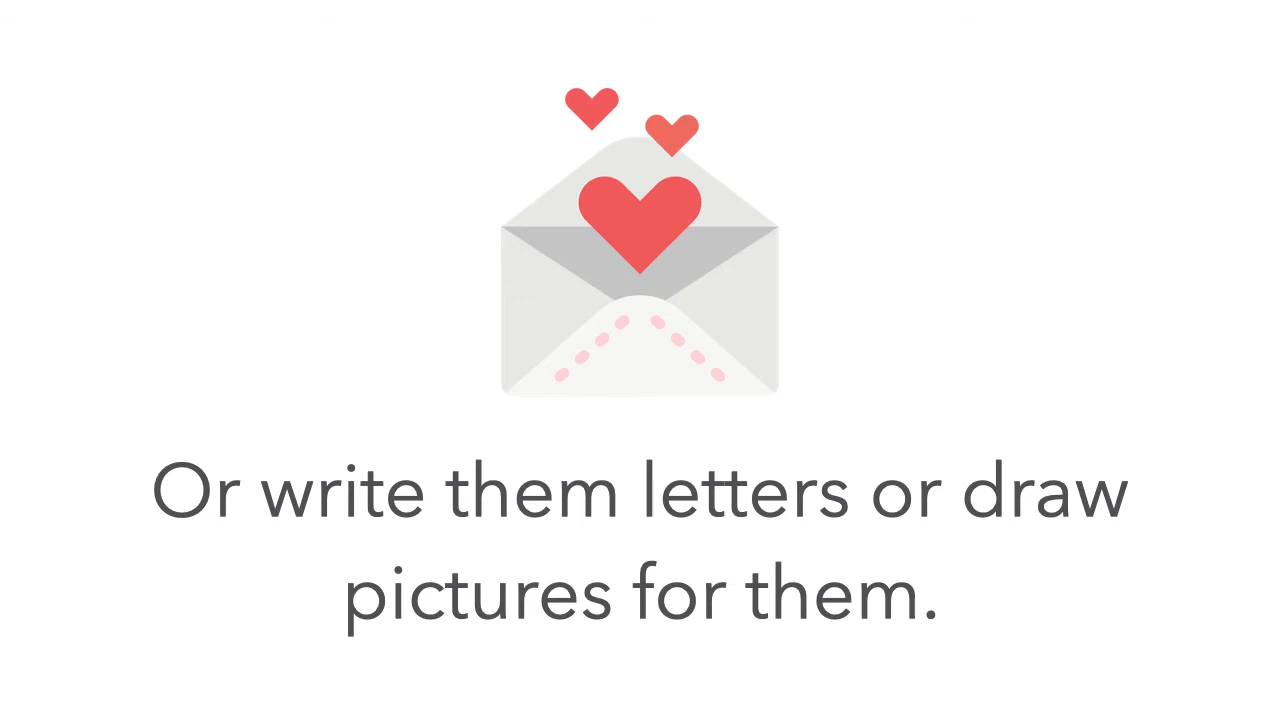 Or write them letters or draw
pictures for them.